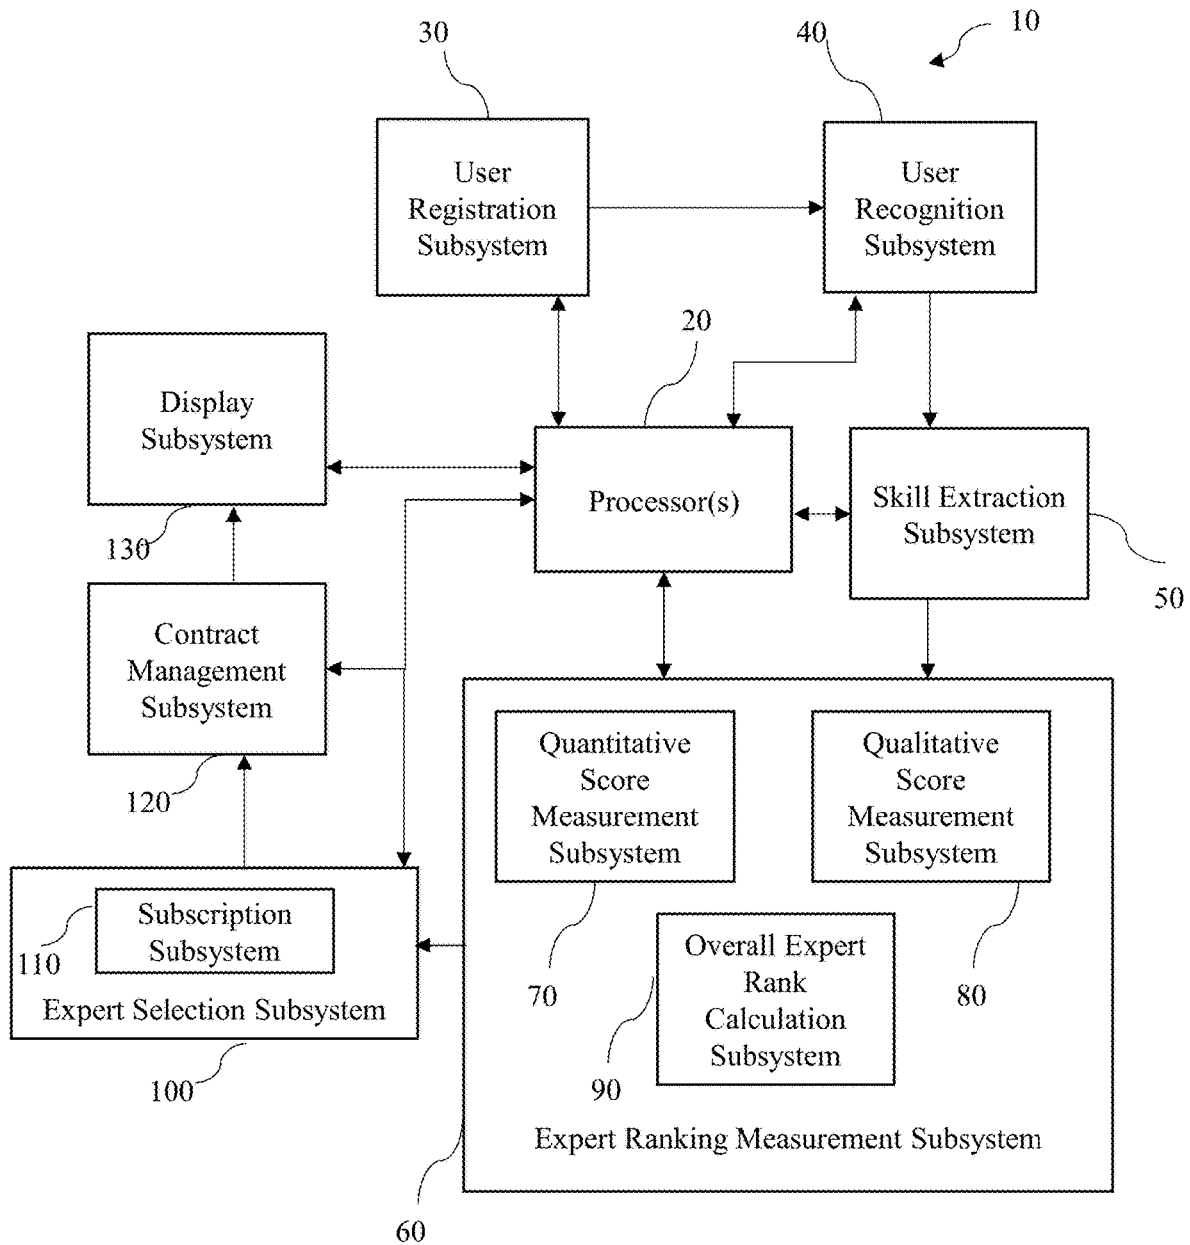 30
40
10
User
Registration
Subsystem
User
Recognition
Subsystem
20
Display
Subsystem
Processor(s)
Skill Extraction
Subsystem
130
50
Contract
Management
Subsystem
120
Quantitative
Score
Measurement
Subsystem
Qualitative
Score
Measurement
Subsystem
70
80
Overall Expert
Rank
Calculation
Subsystem
90
Subscription
Subsystem
110
Expert Selection Subsystem
100
Expert Ranking Measurement Subsystem
60